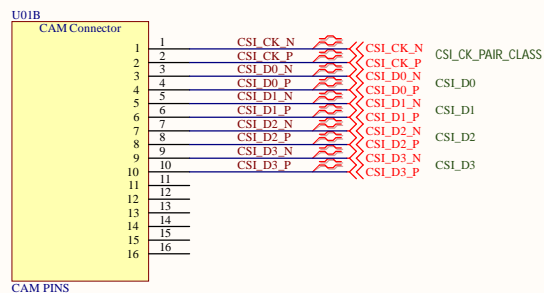 U01B
CAM Connector
1 1 CSI_CK_N CSI_CK_N
2 2 CSI_CK_P CSI_CK_P CSI_CK_PAIR_CLASS
3 3 CSI_D0_N CSI_D0_N
4 4 CSI_D0_P CSI_D0_P CSI_D0
5 5 CSI_D1_N CSI_D1_N
6 6 CSI_D1_P CSI_D1_P CSI_D1
7 7 CSI_D2_N CSI_D2_N
8 8 CSI_D2_P CSI_D2_P CSI_D2
9 9 CSI_D3_N CSI_D3_N
10 10 CSI_D3_P CSI_D3_P CSI_D3
11 11
12 12
13 13
14 14
15 15
16 16
CAM PINS